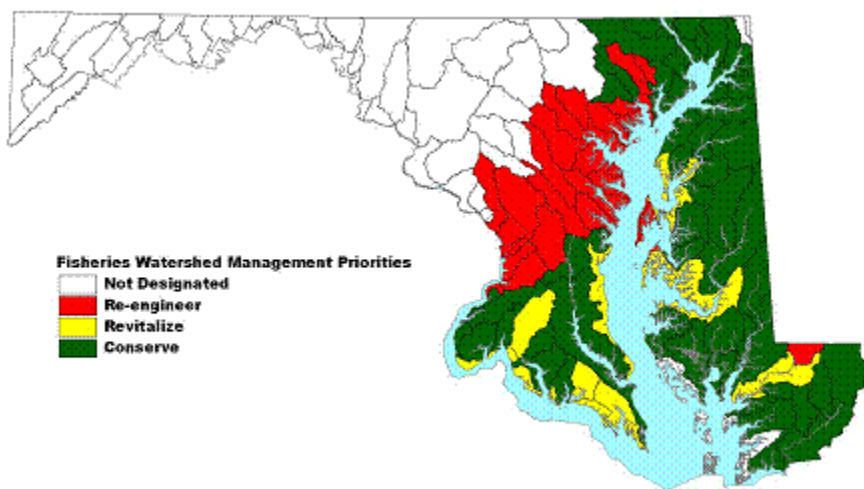 Fisheries Watershed Management Priorities
Not Designated
Re-engineer
Revitalize
Conserve